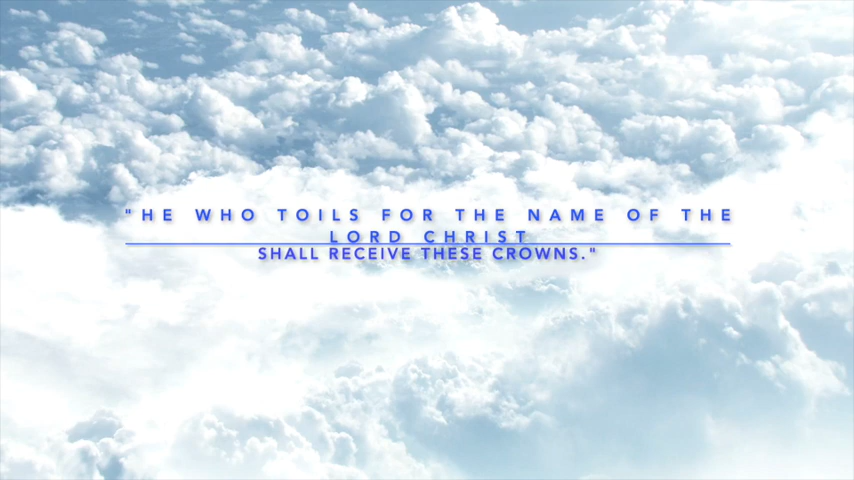 "HE WHO TOILS FOR THE NAME OF THE
LORD CHRIST
SHALL RECEIVE THESE CROWNS."